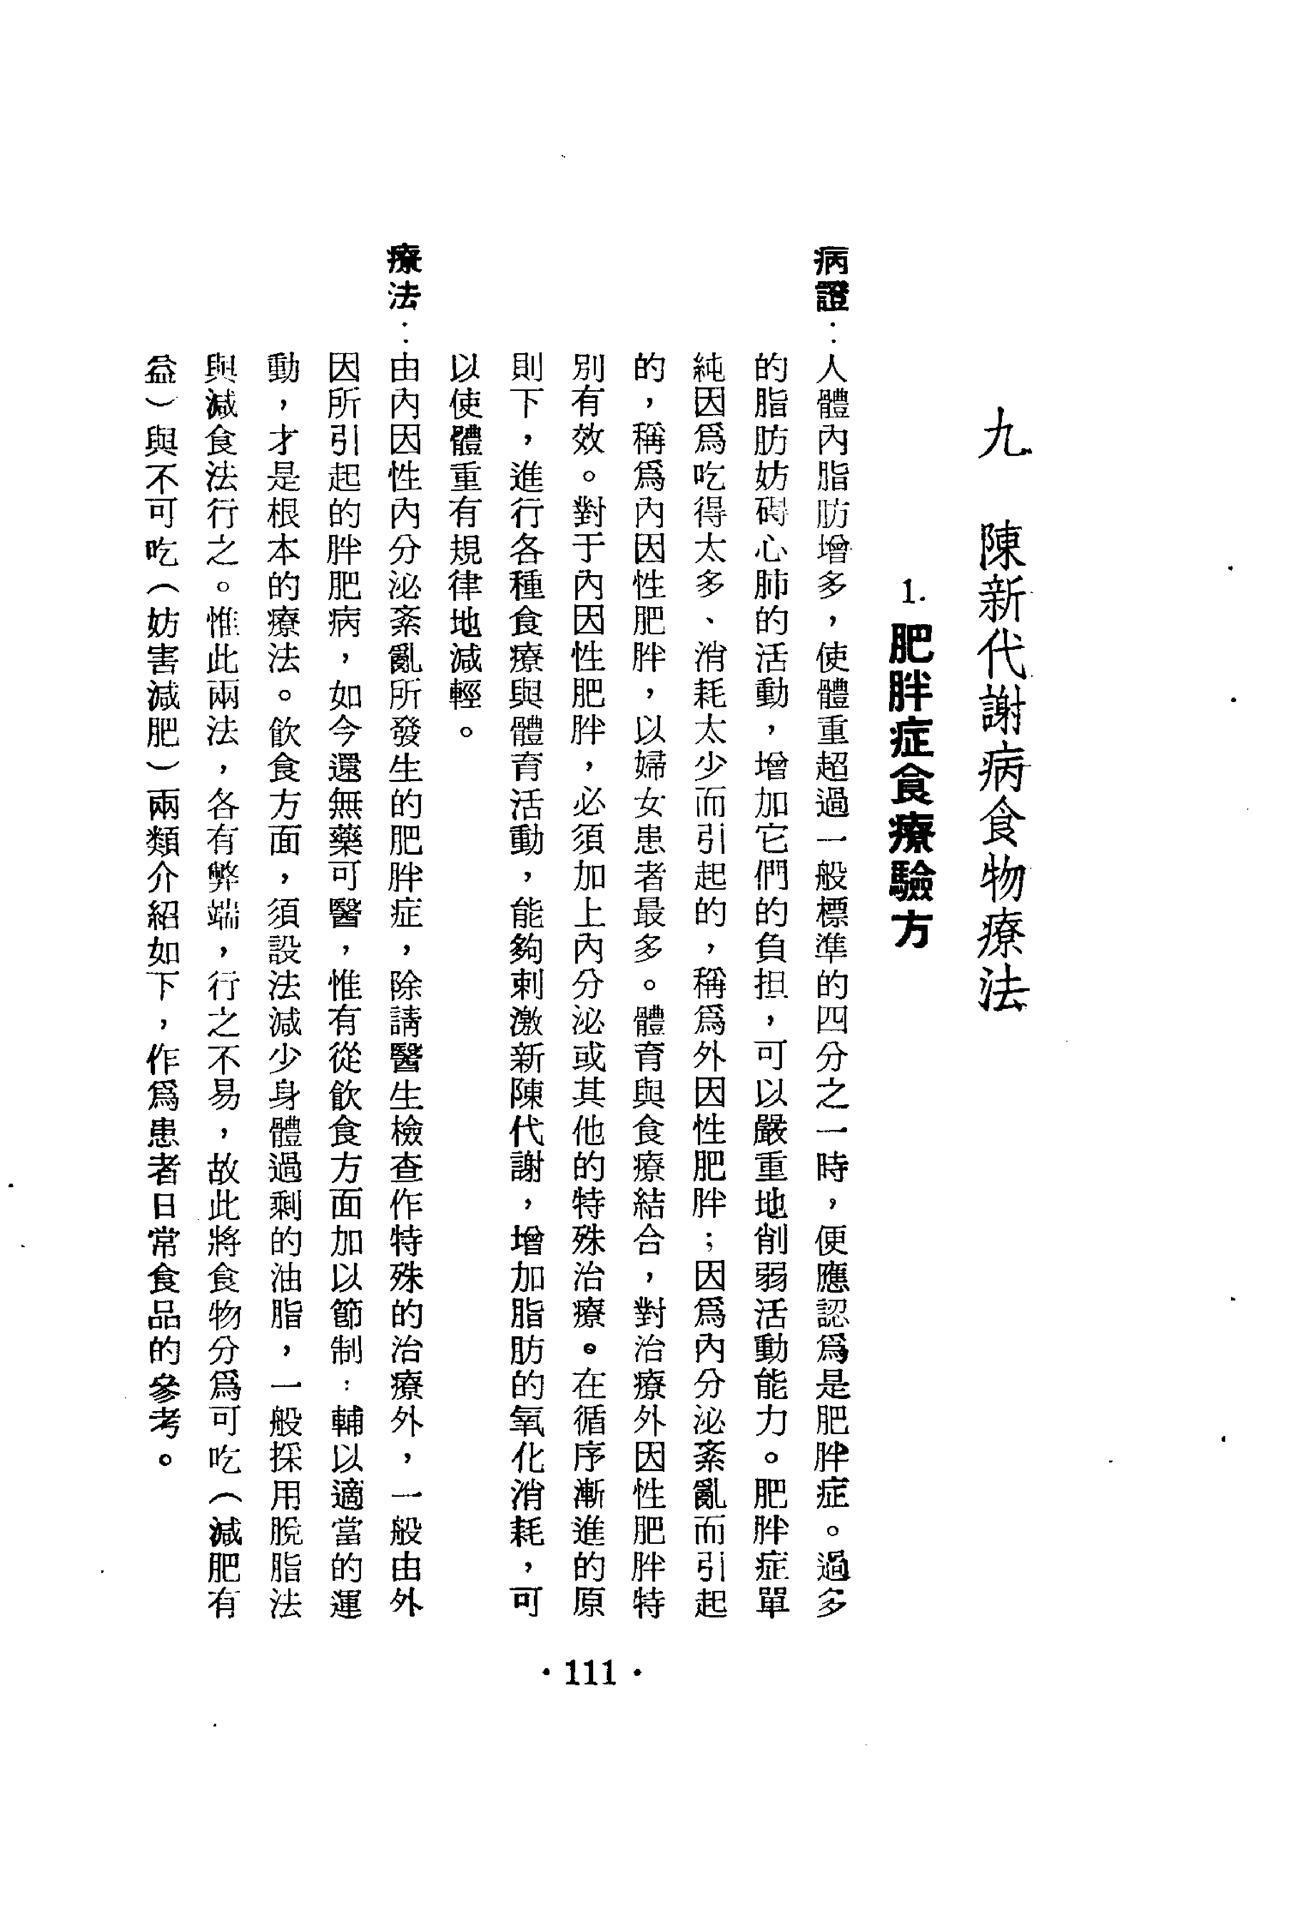 九　陳新代謝病食物療法
1.肥胖症食療驗方
病證：人體內脂肪增多，使體重超過一般標準的四分之一時，便應認爲是肥胖症。過多
的脂肪妨碍心肺的活動，增加它們的負担，可以嚴重地削弱活動能力。肥胖症單
純因爲吃得太多、消耗太少而引起的，稱爲外因性肥胖；因爲內分泌紊亂而引起
的，稱爲內因性肥胖，以婦女患者最多。體育與食療結合，對治療外因性肥胖特
別有效。對于內因性肥胖，必須加上內分泌或其他的特殊治療。在循序漸進的原
則下，進行各種食療與體育活動，能夠刺激新陳代謝，增加脂肪的氧化消耗，可
以使體重有規律地減輕。
療法：由內因性內分泌紊亂所發生的肥胖症，除請醫生檢查作特殊的治療外，一般由外
因所引起的胖肥病，如今還無藥可醫，惟有從飲食方面加以節制；輔以適當的運
動，才是根本的療法。飲食方面，須設法減少身體過剩的油脂，一般採用脫脂法
與減食法行之。惟此兩法，各有弊端，行之不易，故此將食物分爲可吃（減肥有
益）與不可吃（妨害減肥）兩類介紹如下，作爲患者日常食品的參考。
·111·